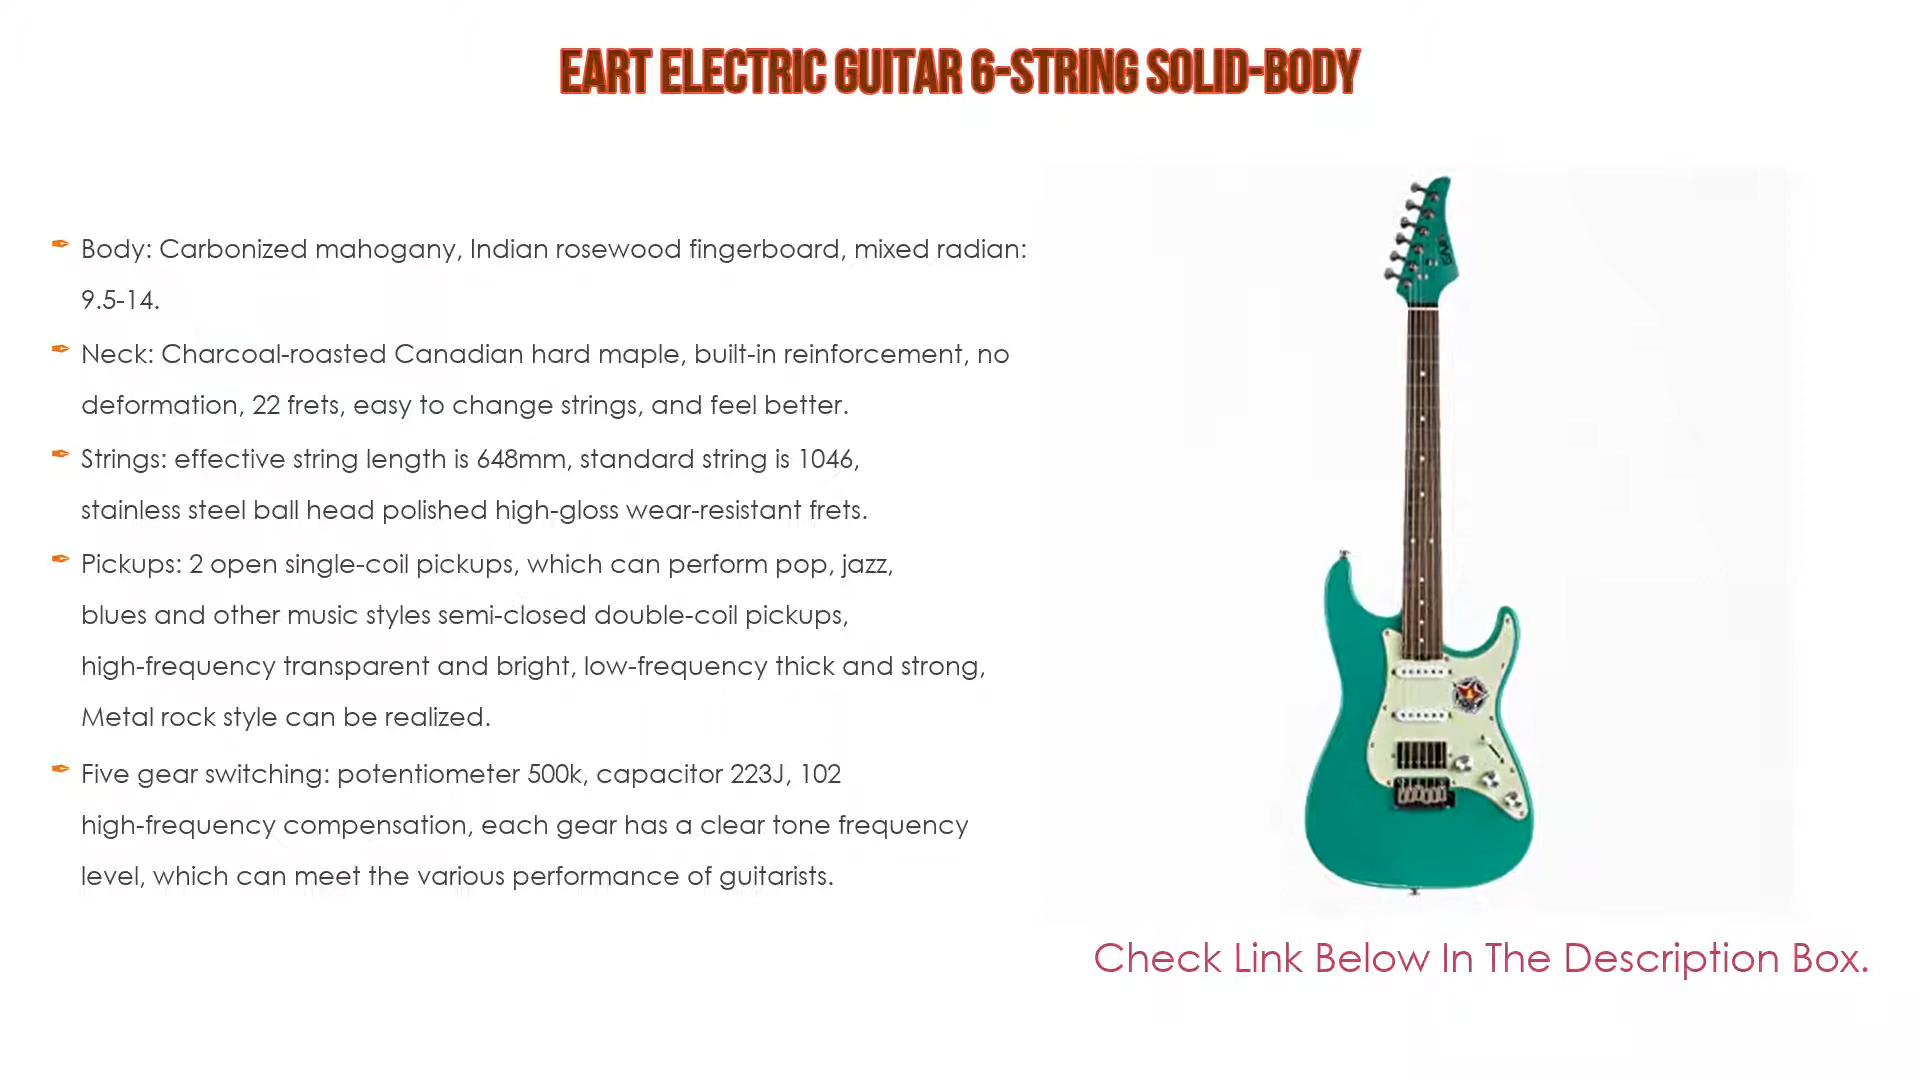 EART ELECTRIC GUITAR 6-STRING SOLID-BODY
Body: Carbonized mahogany, Indian rosewood fingerboard, mixed radian:
9.5-14.
Neck: Charcoal-roasted Canadian hard maple, built-in reinforcement, no
deformation, 22 frets, easy to change strings, and feel better.
Strings: effective string length is 648mm, standard string is 1046,
stainless steel ball head polished high-gloss wear-resistant frets.
Pickups: 2 open single-coil pickups, which can perform pop, jazz,
blues and other music styles semi-closed double-coil pickups,
high-frequency transparent and bright, low-frequency thick and strong,
Metal rock style can be realized.
Five gear switching: potentiometer 500k, capacitor 223J, 102
high-frequency compensation, each gear has a clear tone frequency
level, which can meet the various performance of guitarists.
Check Link Below In The Description Box.